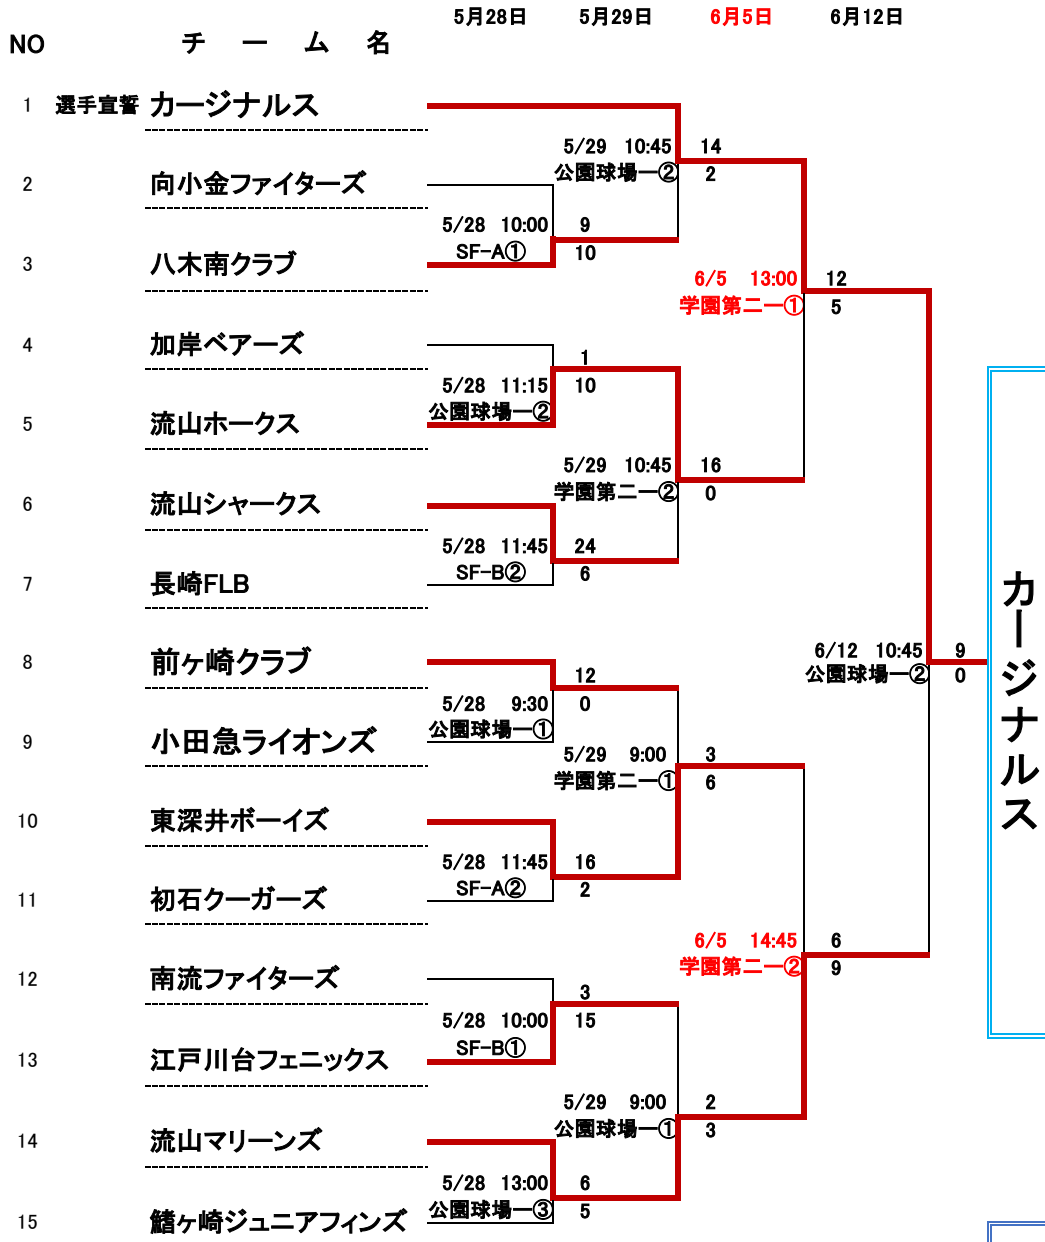 5月28日 5月29日 6月5日 6月12日
NO チーム名
1 選手宣誓 カージナルス
5/29 10:45 14
公園球場ー② 2
2 向小金ファイターズ
5/28 10:00 9
SF-A① 10
3 八木南クラブ
6/5 13:00 12
学園第二ー① 5
4 加岸ベアーズ
1
5/28 11:15 10
公園球場ー②
5 流山ホークス
5/29 10:45 16
学園第二ー② 0
6 流山シャークス
5/28 11:45 24
SF-B② 6
7 長崎FLB
カージナルス
6/12 10:45 9
公園球場ー② 0
8 前ヶ崎クラブ
12
5/28 9:30 0
公園球場ー①
9 小田急ライオンズ
5/29 9:00 3
学園第二ー① 6
10 東深井ボーイズ
5/28 11:45 16
SF-A② 2
11 初石クーガーズ
6/5 14:45 6
学園第二ー② 9
12 南流ファイターズ
3
5/28 10:00 15
SF-B①
13 江戸川台フェニックス
5/29 9:00 2
公園球場ー① 3
14 流山マリーンズ
5/28 13:00 6
公園球場ー③ 5
15 鰭ヶ崎ジュニアフィンズ